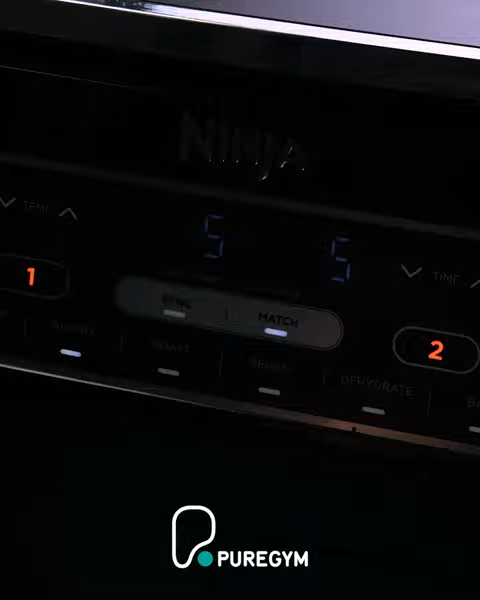 NINJA
TEMP
5 5
TIME
1
SYNC MATCH
2
ROAST
DEHYDRATE
PUREGYM